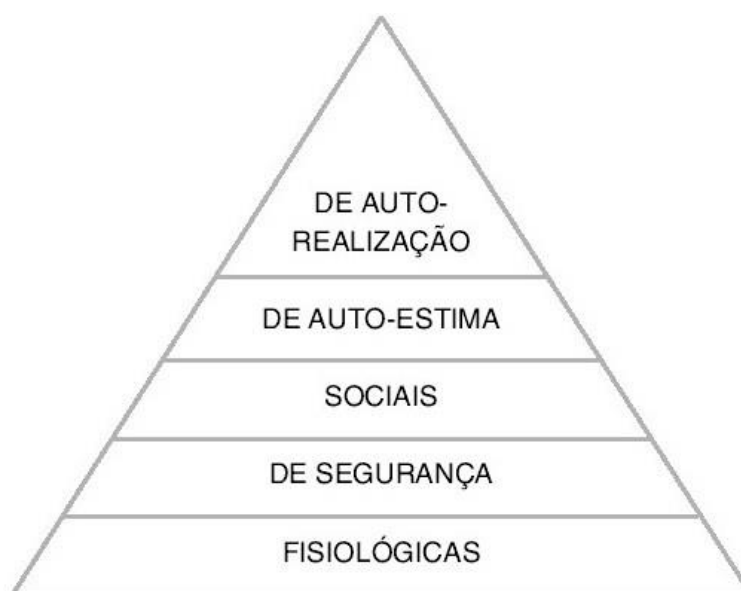 DE AUTO-
REALIZAÇÃO
DE AUTO-ESTIMA
SOCIAIS
DE SEGURANÇA
FISIOLÓGICAS